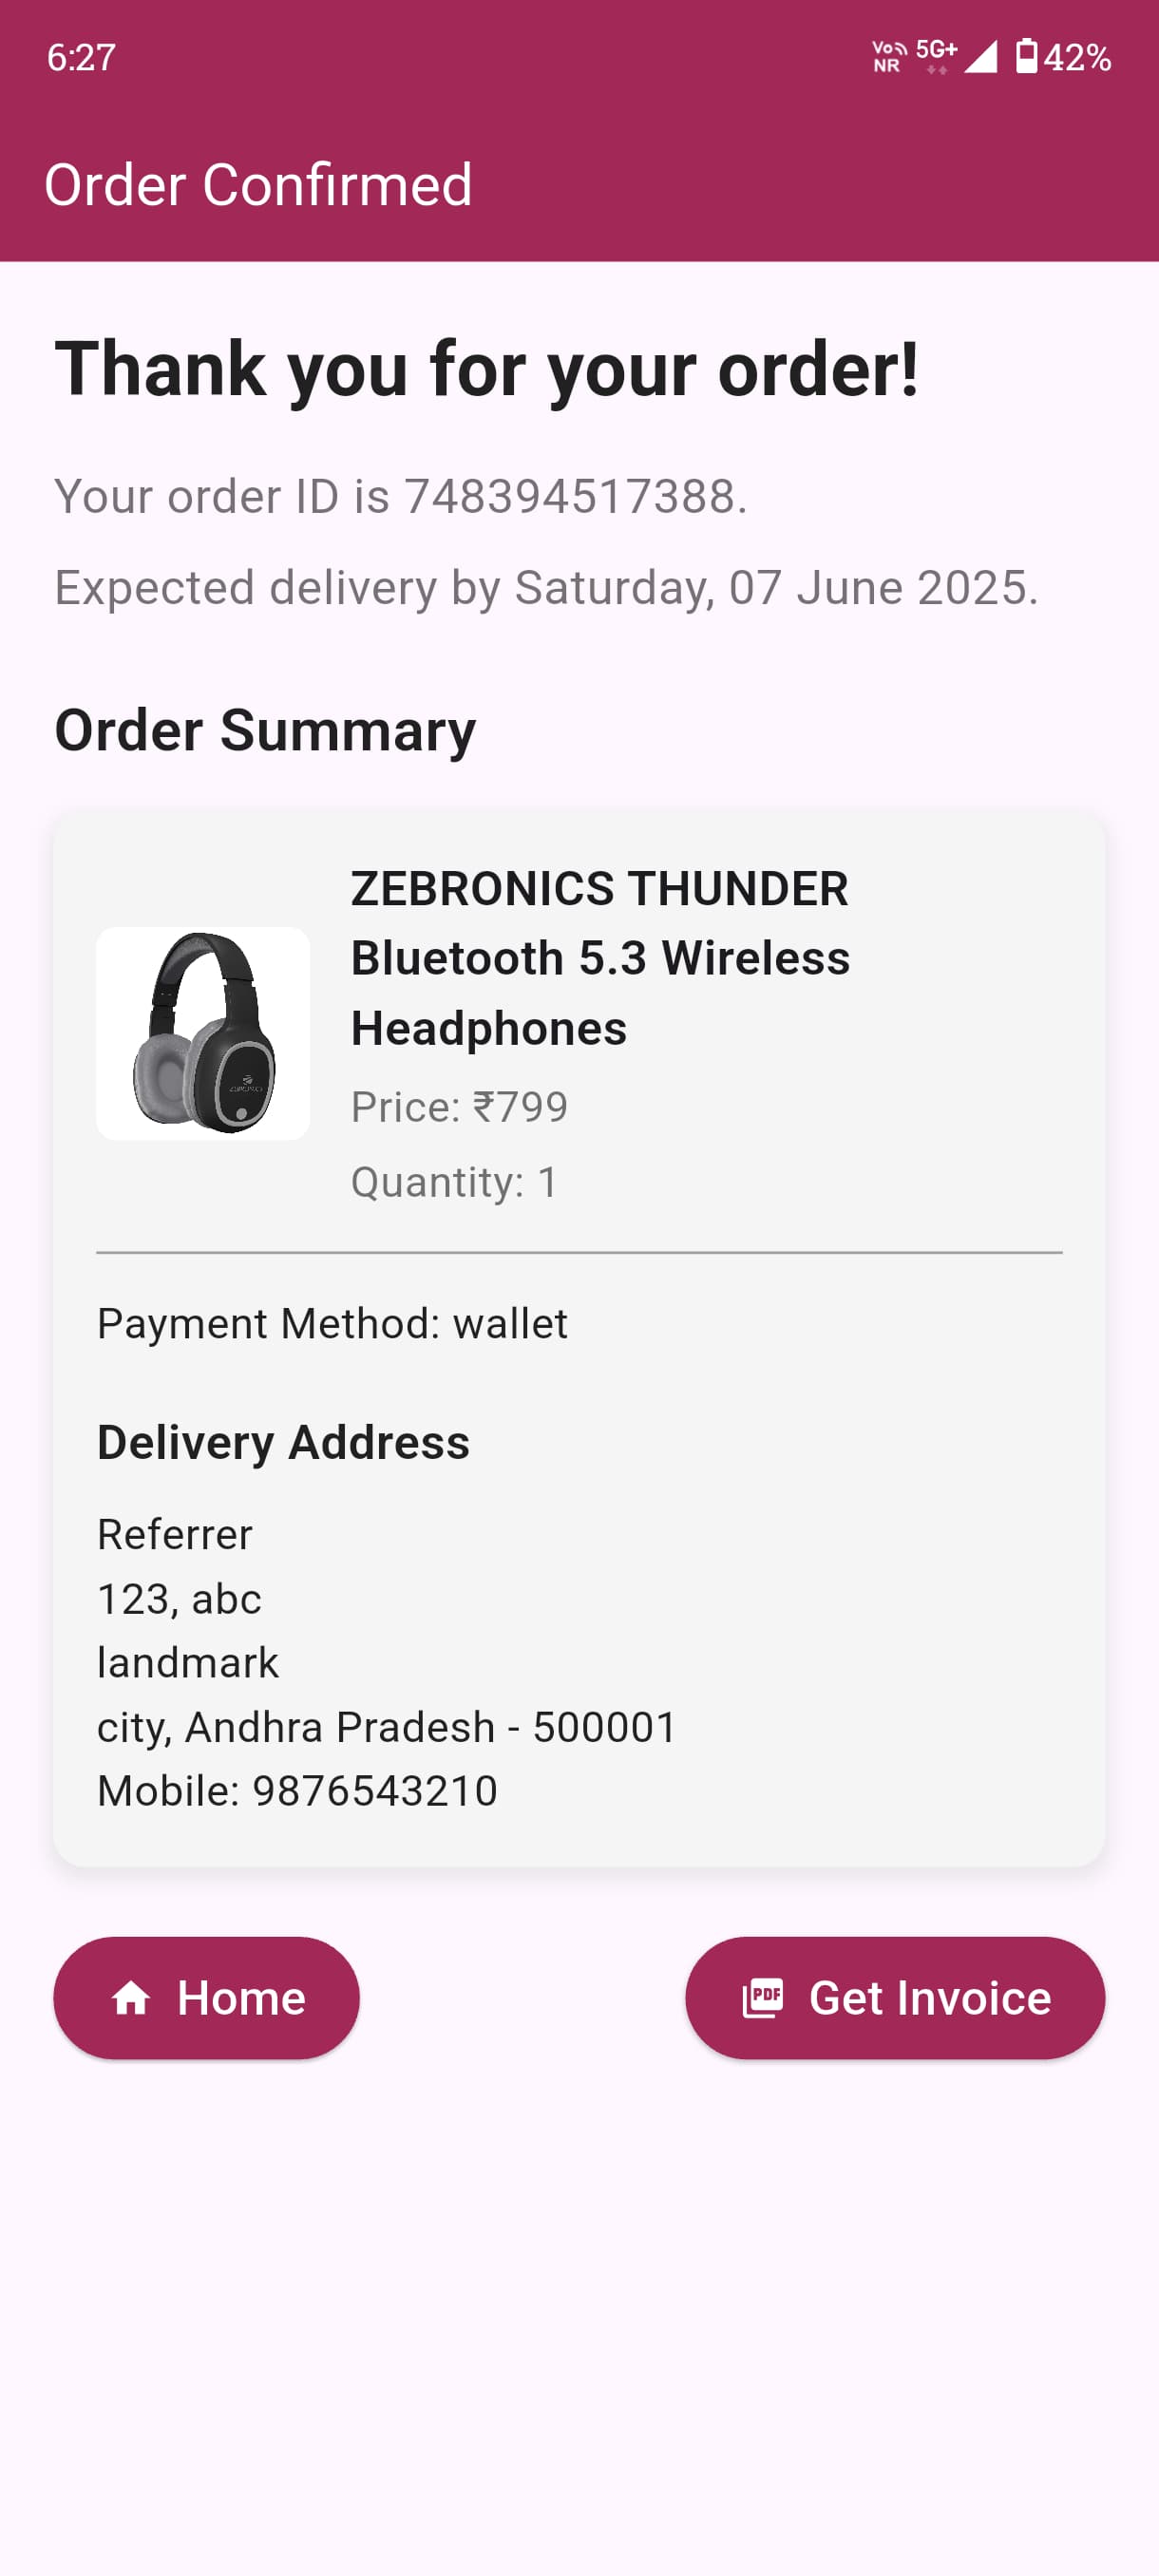 6:27
Vo NR 5G+ 42%
Order Confirmed
Thank you for your order!
Your order ID is 748394517388.
Expected delivery by Saturday, 07 June 2025.
Order Summary
ZEBRONICS THUNDER
Bluetooth 5.3 Wireless
Headphones
Price: ₹799
Quantity: 1
Payment Method: wallet
Delivery Address
Referrer
123, abc
landmark
city, Andhra Pradesh - 500001
Mobile: 9876543210
Home
PDF Get Invoice